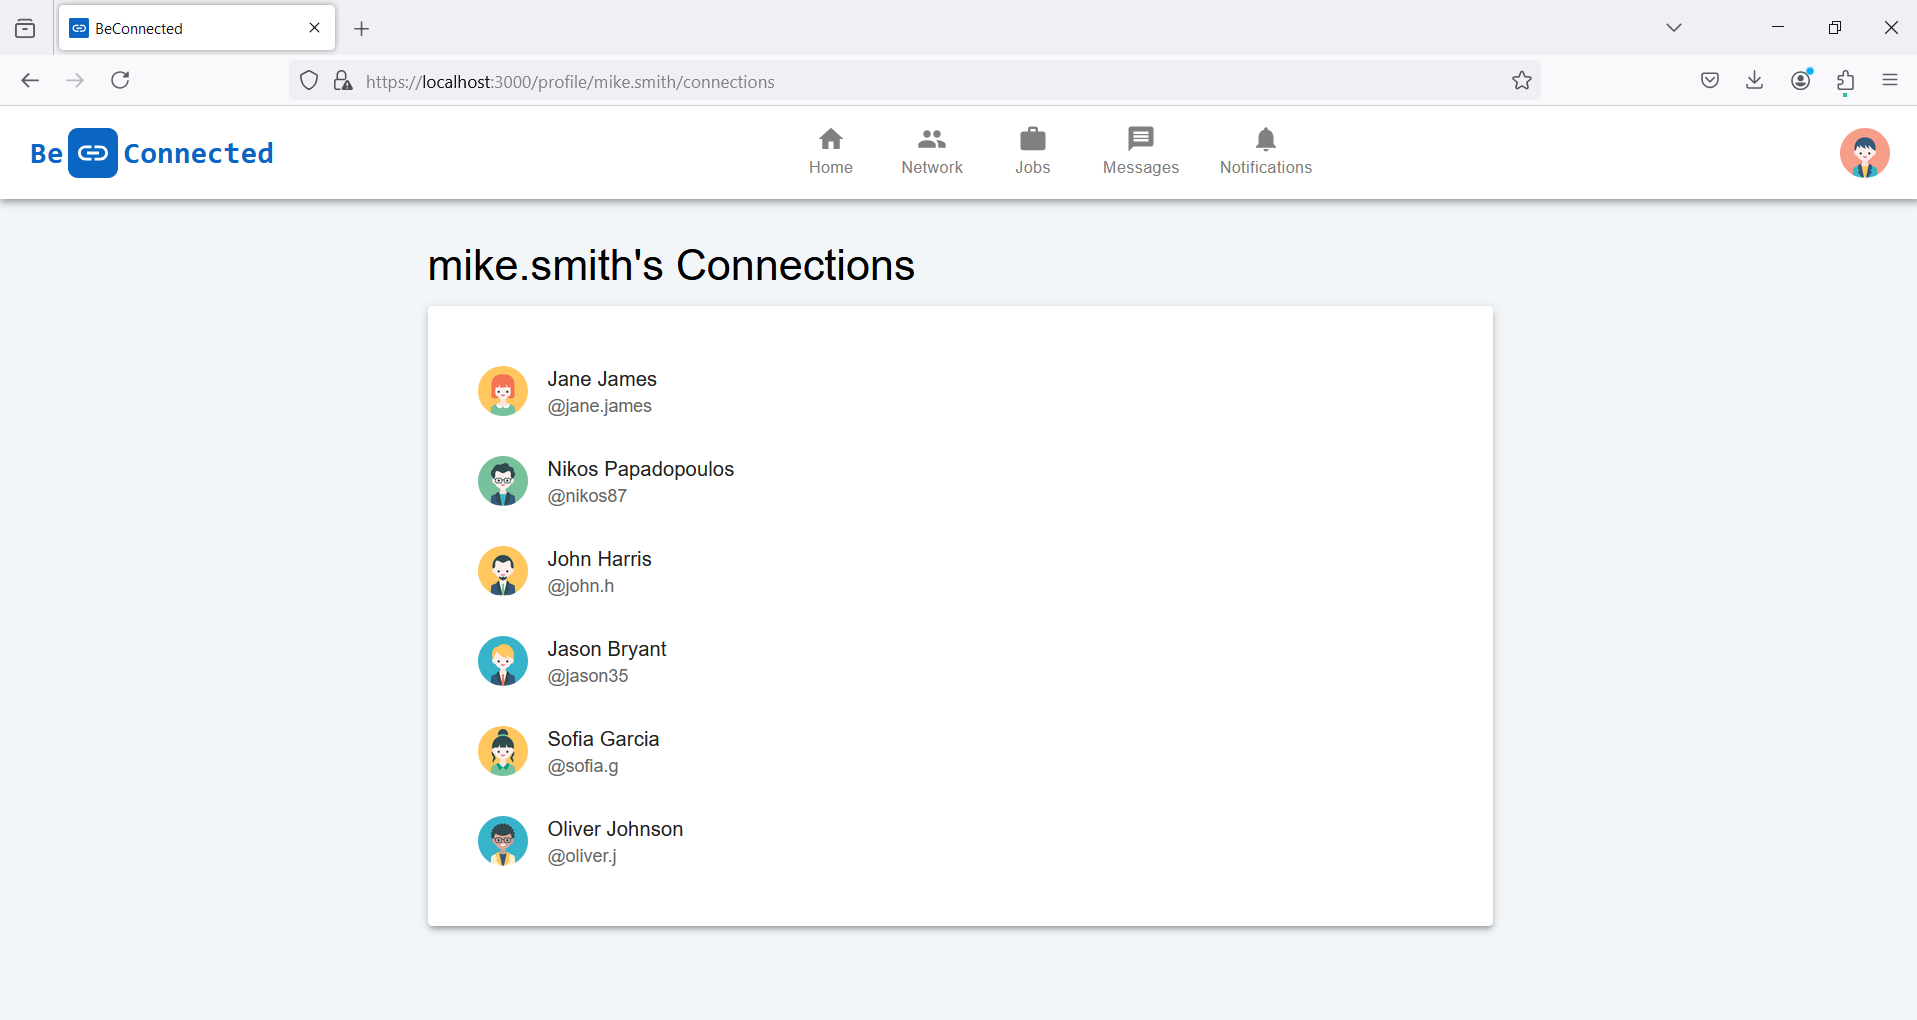 BeConnected
https://localhost:3000/profile/mike.smith/connections
Be Connected
Home Network Jobs Messages Notifications
mike.smith's Connections
Jane James
@jane.james
Nikos Papadopoulos
@nikos87
John Harris
@john.h
Jason Bryant
@jason35
Sofia Garcia
@sofia.g
Oliver Johnson
@oliver.j